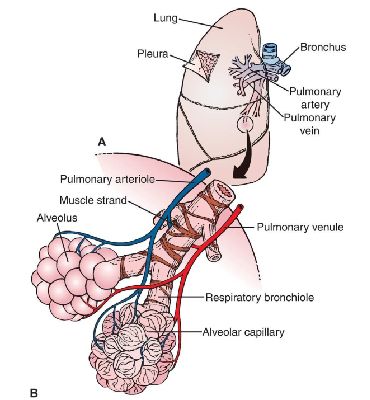 Lung
Pleura
Bronchus
Pulmonary
artery
Pulmonary
vein
A
Pulmonary arteriole
Muscle strand
Alveolus
Pulmonary venule
Respiratory bronchiole
Alveolar capillary
B